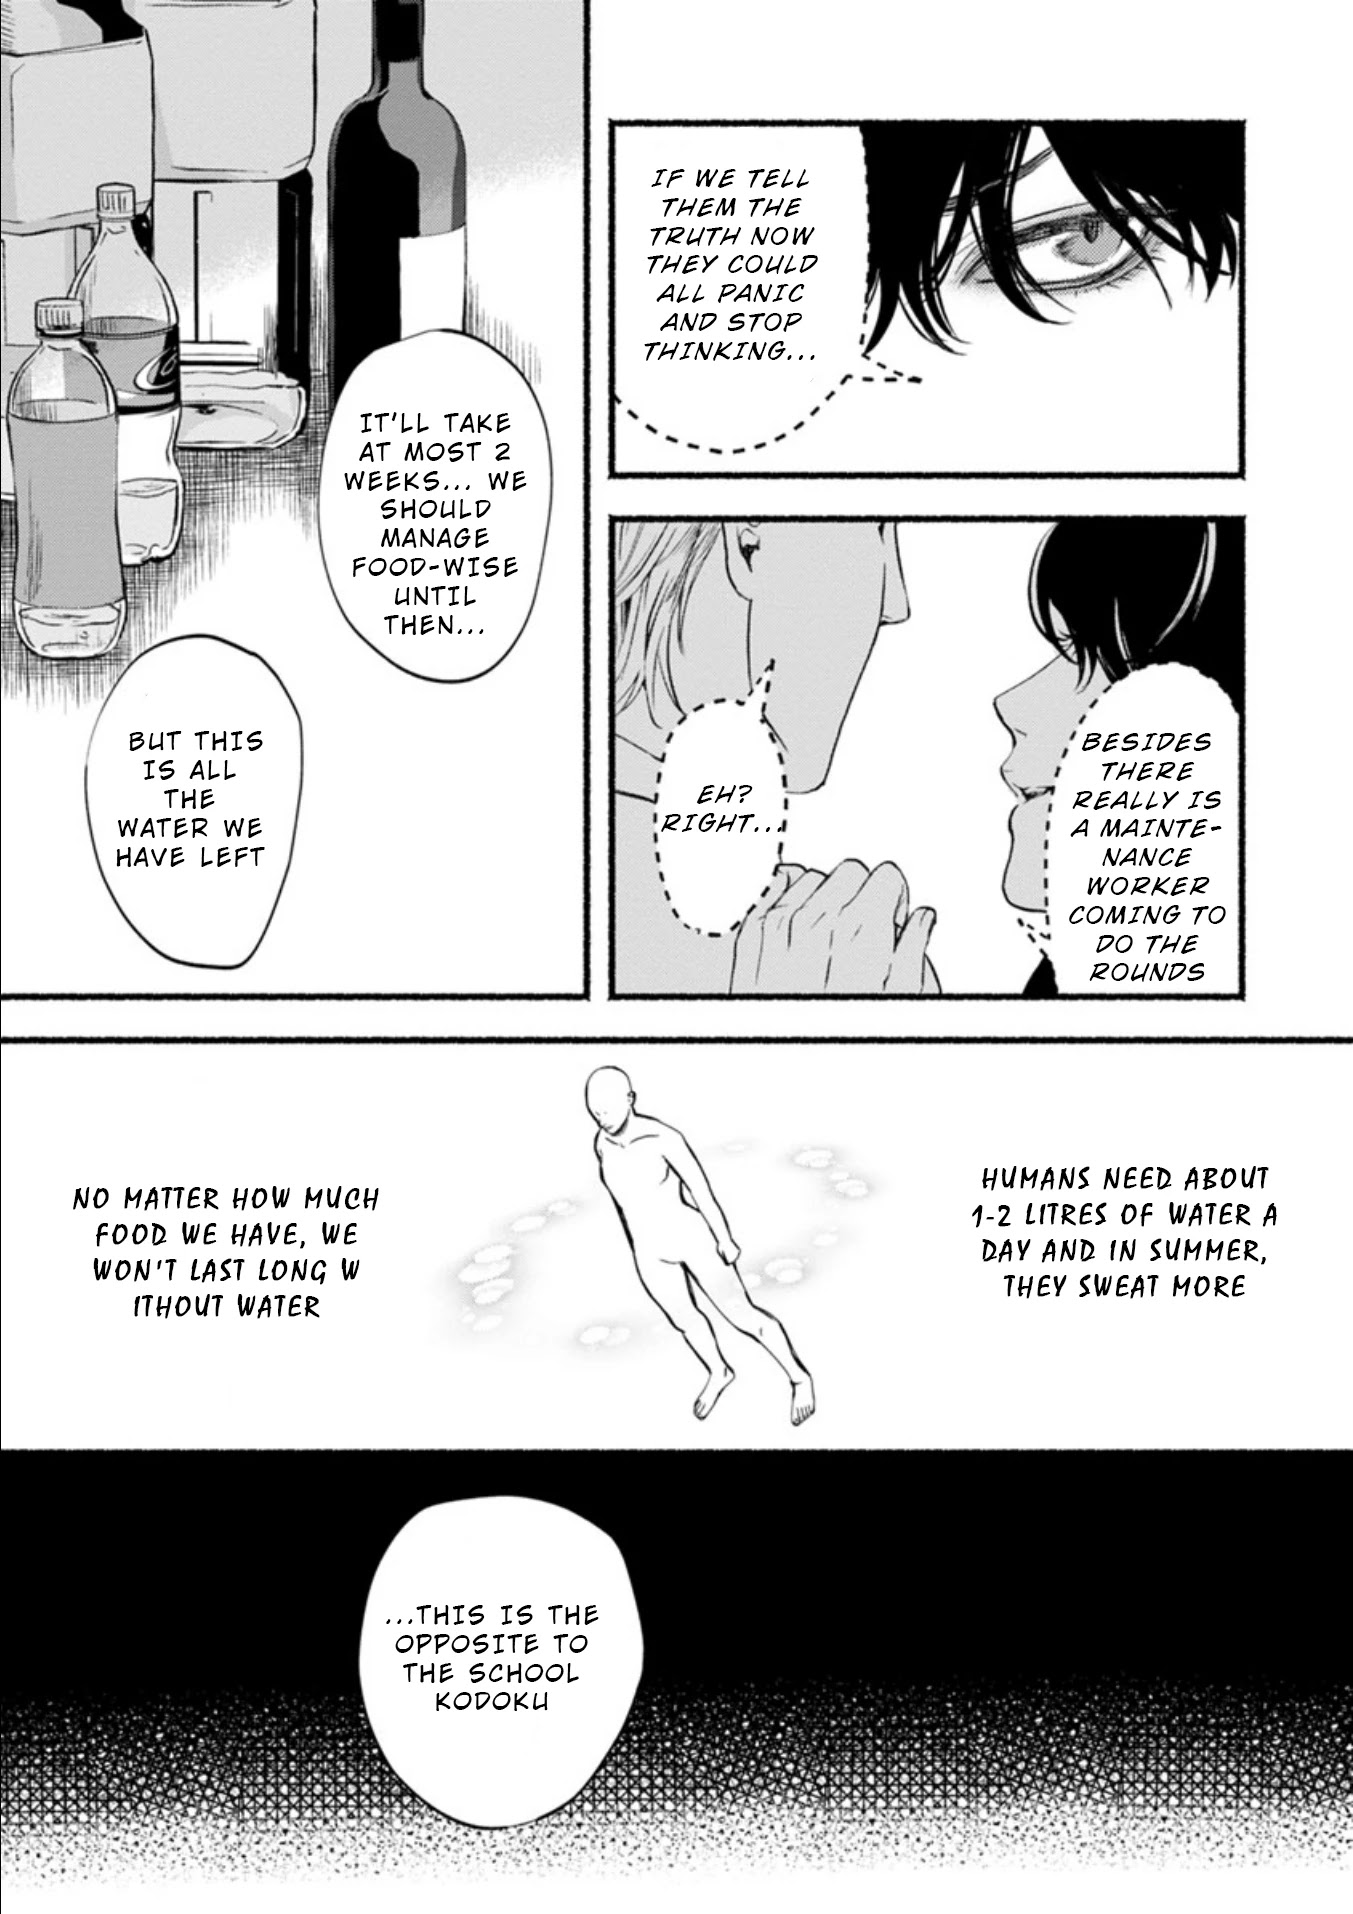 IF WE TELL
THEM THE
TRUTH NOW
THEY COULD
ALL PANIC
AND STOP
THINKING...
BESIDES
THERE
REALLY IS
A MAINTE-
NANCE
WORKER
COMING TO
DO THE
ROUNDS
EH?
RIGHT...
IT'LL TAKE
AT MOST 2
WEEKS... WE
SHOULD
MANAGE
FOOD-WISE
UNTIL
THEN...
BUT THIS
IS ALL
THE
WATER WE
HAVE LEFT
HUMANS NEED ABOUT
1-2 LITRES OF WATER A
DAY AND IN SUMMER,
THEY SWEAT MORE
NO MATTER HOW MUCH
FOOD WE HAVE, WE
WON'T LAST LONG W
ITHOUT WATER
...THIS IS THE
OPPOSITE TO
THE SCHOOL
KODOKU